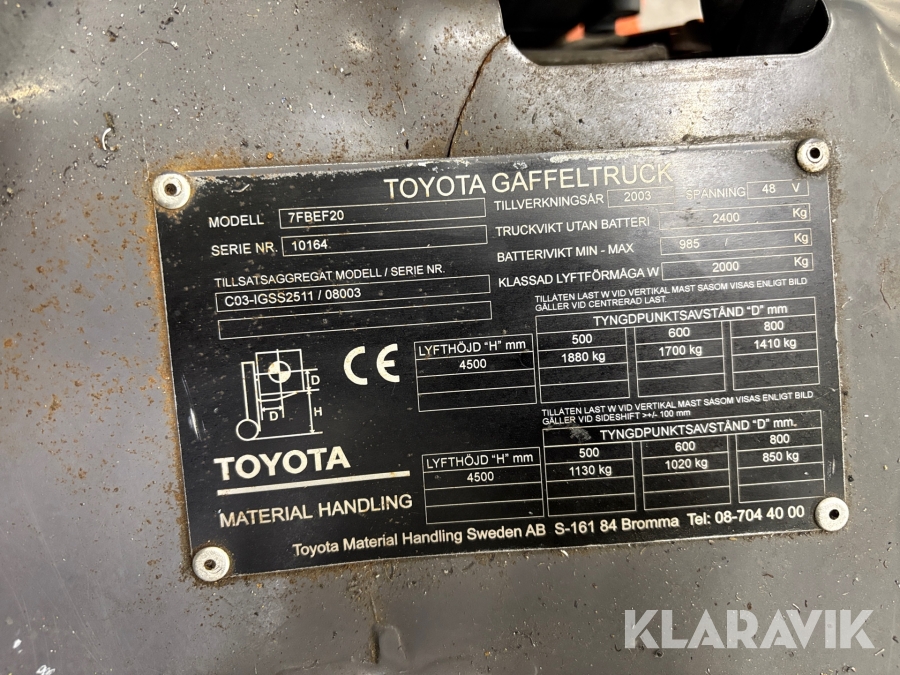 TOYOTA GAFFELTRUCK
MODELL 7FBEF20
SERIE NR. 10164
TILLSATSAGGREGAT MODELL / SERIE NR.
C03-IGSS2511 / 08003
TILLVERKNINGSÅR 2003 SPANNING 48 V
TRUCKVIKT UTAN BATTERI 2400 Kg
BATTERIVIKT MIN - MAX 985 / Kg
KLASSAD LYFTFÖRMÅGA W 2000 Kg
TILLÅTEN LAST W VID VERTIKAL MAST SÅSOM VISAS ENLIGT BILD
GÄLLER VID CENTRERAD LAST.
TYNGDPUNKTSAVSTÅND "D" mm
LYFTHÖJD "H" mm 500 600 800
4500 1880 kg 1700 kg 1410 kg
TILLÅTEN LAST W VID VERTIKAL MAST SÅSOM VISAS ENLIGT BILD
GÄLLER VID SIDESHIFT >+/- 100 mm
TYNGDPUNKTSAVSTÅND "D" mm.
LYFTHÖJD "H" mm 500 600 800
4500 1130 kg 1020 kg 850 kg
CE
D
D
H
TOYOTA
MATERIAL HANDLING
Toyota Material Handling Sweden AB S-161 84 Bromma Tel: 08-704 40 00
KLARAVIK